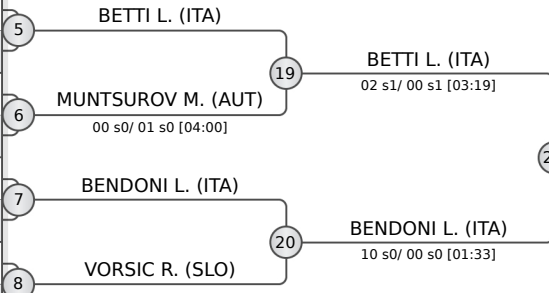 BETTI L. (ITA)
5
BETTI L. (ITA)
19
02 s1/ 00 s1 [03:19]
MUNTSUROV M. (AUT)
6
00 s0/ 01 s0 [04:00]
BENDONI L. (ITA)
7
BENDONI L. (ITA)
20
10 s0/ 00 s0 [01:33]
VORSIC R. (SLO)
8